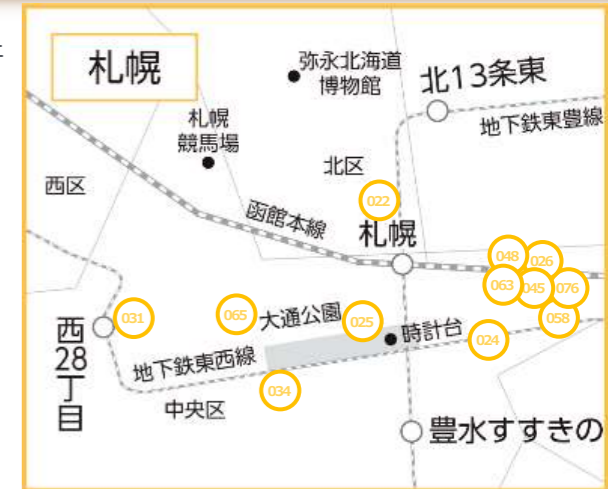 札幌
弥永北海道
博物館
北13条東
札幌
競馬場
地下鉄東豊線
北区
西区
022
函館本線
札幌
048
026
063
045
076
031
065
大通公園
025
058
西28丁目
時計台
024
地下鉄東西線
034
中央区
豊水すすきの